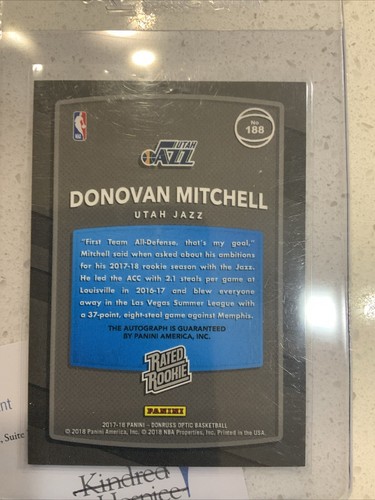 NBA
UTAH
JAZZ
No
188
DONOVAN MITCHELL
UTAH JAZZ
"First Team All-Defense, that's my goal,"
Mitchell said when asked about his ambitions
for his 2017-18 rookie season with the Jazz.
He led the ACC with 2.1 steals per game at
Louisville in 2016-17 and blew everyone
away in the Las Vegas Summer League with
a 37-point, eight-steal game against Memphis.
THE AUTOGRAPH IS GUARANTEED
BY PANINI AMERICA, INC.
RATED
ROOKIE
PANINI
2017-18 PANINI - DONRUSS OPTIC BASKETBALL
© 2018 Panini America, Inc. © 2018 NBA Properties, Inc. Printed in the USA.
nt
, Suite
Kindred
Hospice